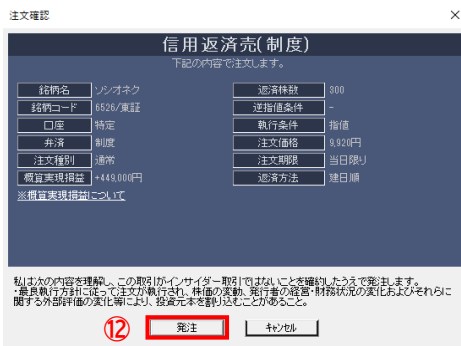 注文確認
信用返済売(制度)
下記の内容で注文します。
銘柄名 ソシオネク 返済株数 300
銘柄コード 6526/東証 逆指値条件 -
口座 特定 執行条件 指値
弁済 制度 注文価格 9,920円
注文種別 通常 注文期限 当日限り
概算実現損益 +449,000円 返済方法 建日順
※概算実現損益について
私は次の内容を理解し、この取引がインサイダー取引ではないことを確約したうえで発注します。
・最良執行方針に従って注文が執行され、株価の変動、発行者の経営・財務状況の変化およびそれらに
関する外部評価の変化等により、投資元本を割り込むことがあること。
⑫ 発注 キャンセル